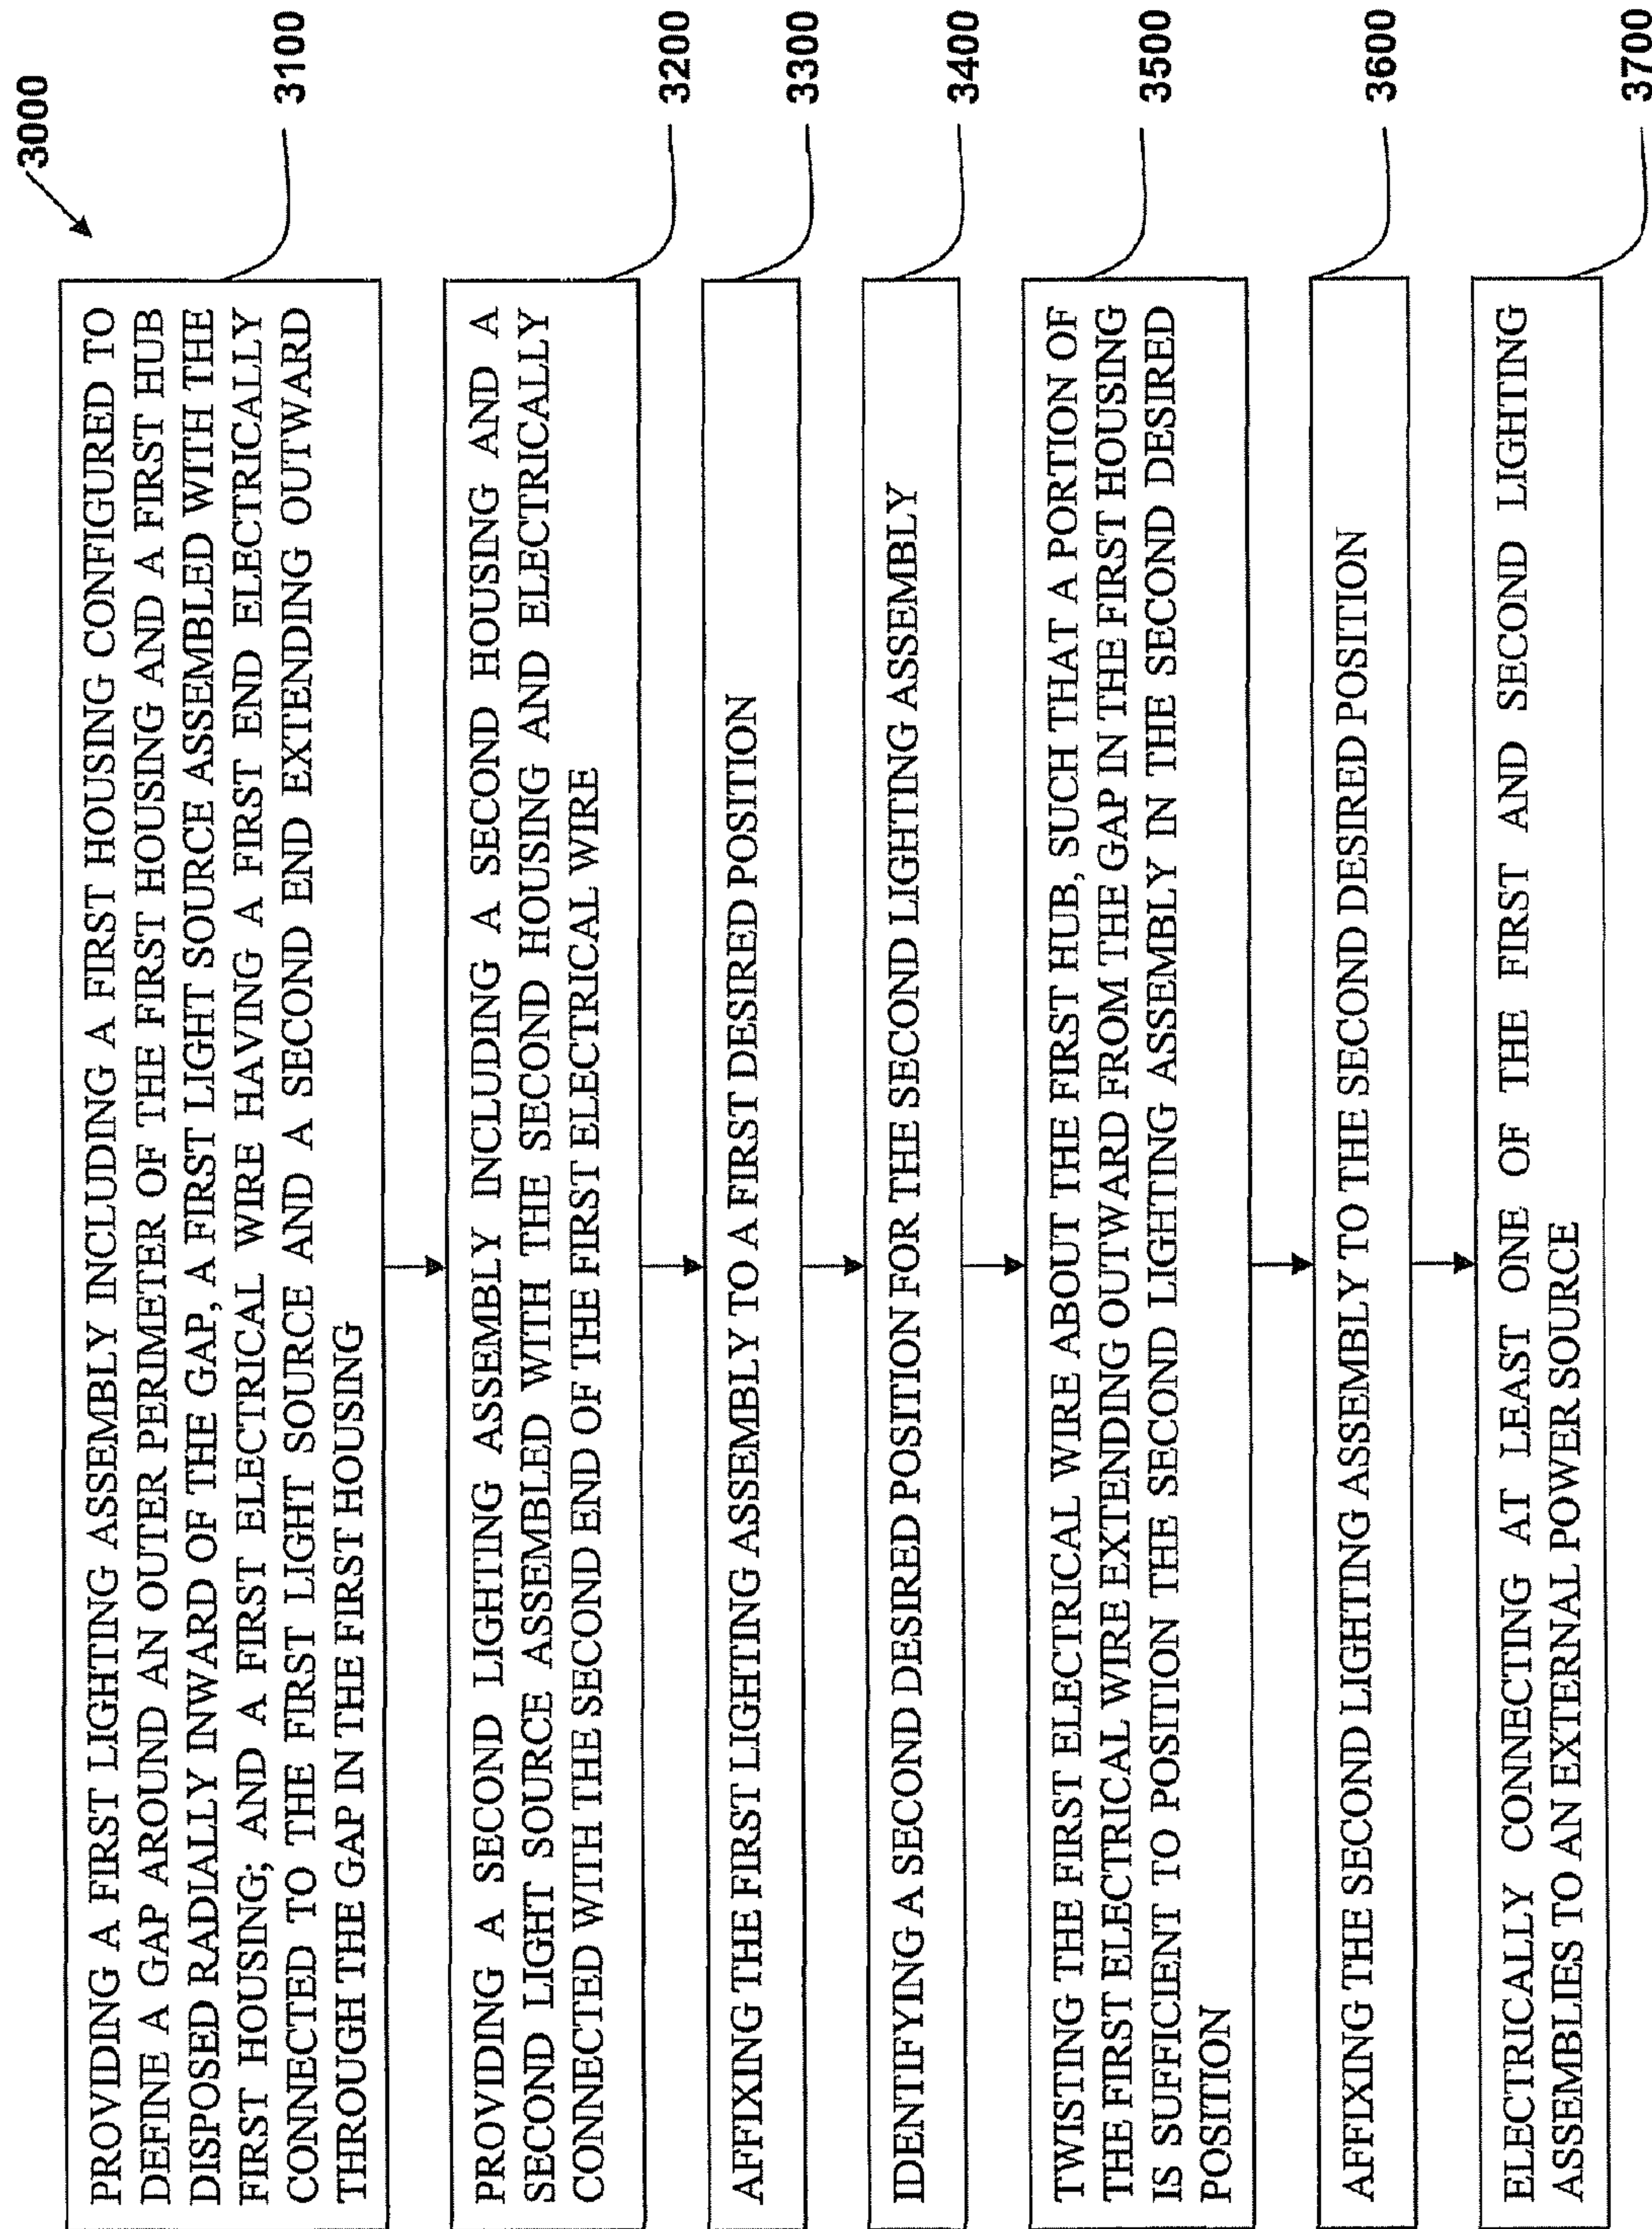 3000
PROVIDING A FIRST LIGHTING ASSEMBLY INCLUDING A FIRST HOUSING CONFIGURED TO
DEFINE A GAP AROUND AN OUTER PERIMETER OF THE FIRST HOUSING AND A FIRST HUB
DISPOSED RADIALLY INWARD OF THE GAP, A FIRST LIGHT SOURCE ASSEMBLED WITH THE
FIRST HOUSING; AND A FIRST ELECTRICAL WIRE HAVING A FIRST END ELECTRICALLY
CONNECTED TO THE FIRST LIGHT SOURCE AND A SECOND END EXTENDING OUTWARD
THROUGH THE GAP IN THE FIRST HOUSING
3100
PROVIDING A SECOND LIGHTING ASSEMBLY INCLUDING A SECOND HOUSING AND A
SECOND LIGHT SOURCE ASSEMBLED WITH THE SECOND HOUSING AND ELECTRICALLY
CONNECTED WITH THE SECOND END OF THE FIRST ELECTRICAL WIRE
3200
AFFIXING THE FIRST LIGHTING ASSEMBLY TO A FIRST DESIRED POSITION
3300
IDENTIFYING A SECOND DESIRED POSITION FOR THE SECOND LIGHTING ASSEMBLY
3400
TWISTING THE FIRST ELECTRICAL WIRE ABOUT THE FIRST HUB, SUCH THAT A PORTION OF
THE FIRST ELECTRICAL WIRE EXTENDING OUTWARD FROM THE GAP IN THE FIRST HOUSING
IS SUFFICIENT TO POSITION THE SECOND LIGHTING ASSEMBLY IN THE SECOND DESIRED
POSITION
3500
AFFIXING THE SECOND LIGHTING ASSEMBLY TO THE SECOND DESIRED POSITION
3600
ELECTRICALLY CONNECTING AT LEAST ONE OF THE FIRST AND SECOND LIGHTING
ASSEMBLIES TO AN EXTERNAL POWER SOURCE
3700